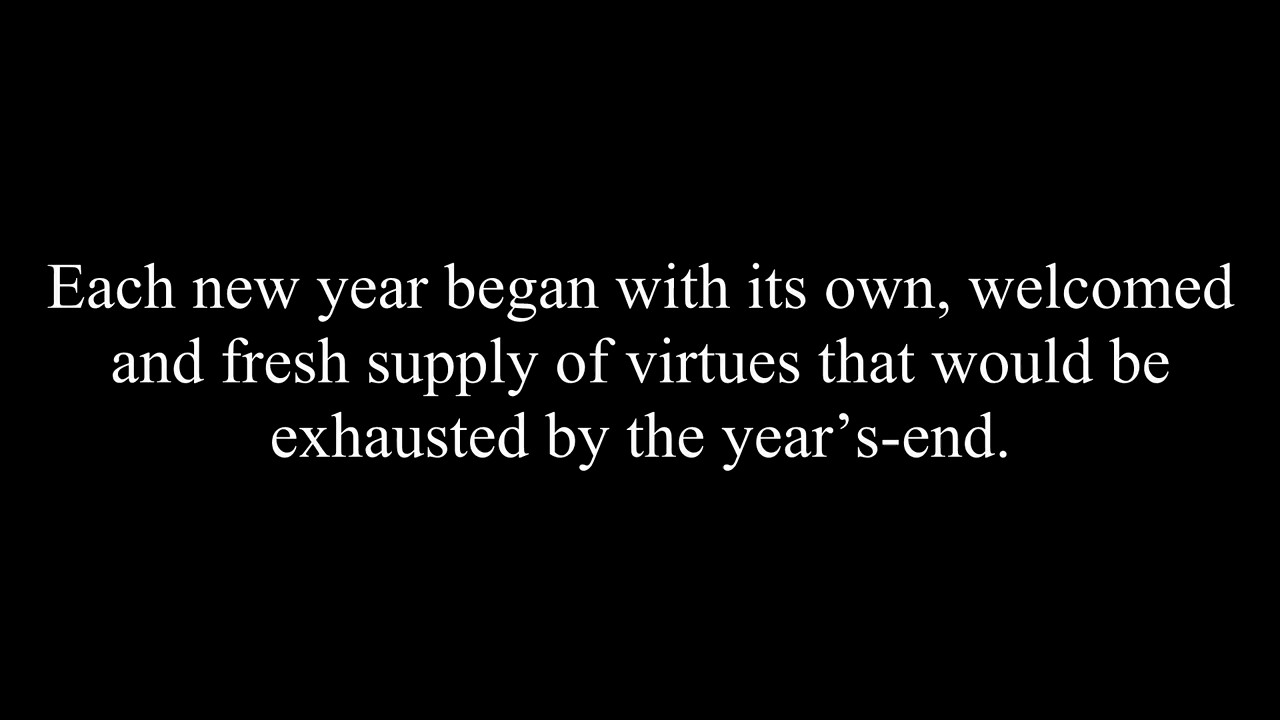 Each new year began with its own, welcomed
and fresh supply of virtues that would be
exhausted by the year’s-end.